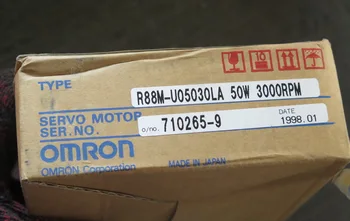 TYPE
R88M-U05030LA 50W 3000RPM
SERVO MOTOR
SER.NO.
O/NO.
710265-9
DATE
1998.01
OMRON
OMRON Corporation
MADE IN JAPAN